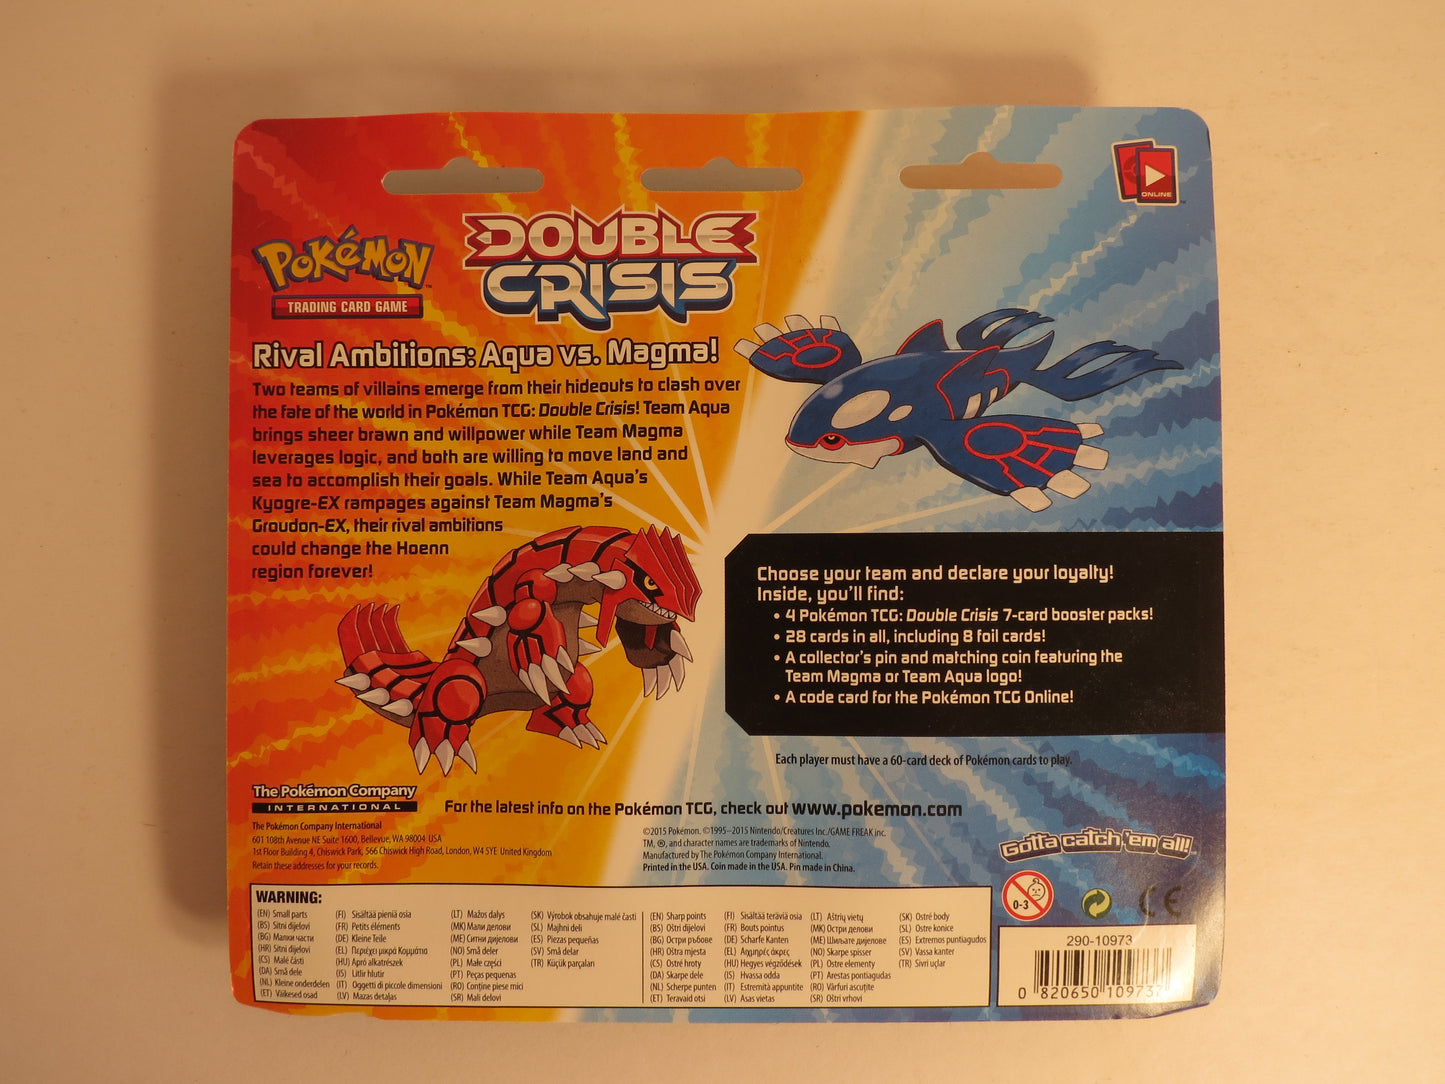 ONLINE
Pokémon
TRADING CARD GAME
DOUBLE
CRISIS
Rival Ambitions: Aqua vs. Magma!
Two teams of villains emerge from their hideouts to clash over
the fate of the world in Pokémon TCG: Double Crisis! Team Aqua
brings sheer brawn and willpower while Team Magma
leverages logic, and both are willing to move land and
sea to accomplish their goals. While Team Aqua's
Kyogre-EX rampages against Team Magma's
Groudon-EX, their rival ambitions
could change the Hoenn
region forever!
Choose your team and declare your loyalty!
Inside, you'll find:
• 4 Pokémon TCG: Double Crisis 7-card booster packs!
• 28 cards in all, including 8 foil cards!
• A collector's pin and matching coin featuring the
Team Magma or Team Aqua logo!
• A code card for the Pokémon TCG Online!
Each player must have a 60-card deck of Pokémon cards to play.
The Pokémon Company
INTERNATIONAL
For the latest info on the Pokémon TCG, check out www.pokemon.com
The Pokémon Company International
601 108th Avenue NE Suite 1600, Bellevue, WA 98004 USA
1st Floor Building 4, Chiswick Park, 566 Chiswick High Road, London, W4 5YE United Kingdom
Retain these addresses for your records.
©2015 Pokémon. ©1995–2015 Nintendo/Creatures Inc./GAME FREAK inc.
TM, ®, and character names are trademarks of Nintendo.
Manufactured by The Pokémon Company International.
Printed in the USA. Coin made in the USA. Pin made in China.
Gotta catch 'em all!
WARNING:
(EN) Small parts
(BS) Sitni dijelovi
(BG) Малки части
(HR) Sitni dijelovi
(CS) Malé části
(DA) Små dele
(NL) Kleine onderdelen
(ET) Väikesed osad
(FI) Sisältää pieniä osia
(FR) Petits éléments
(DE) Kleine Teile
(EL) Περιέχει μικρά Κομμάτια
(HU) Apró alkatrészek
(IS) Litlir hlutir
(IT) Oggetti di piccole dimensioni
(LV) Mazas detaļas
(LT) Mažos dalys
(MK) Мали делови
(ME) Ситни дијелови
(NO) Små deler
(PL) Małe części
(PT) Peças pequenas
(RO) Conține piese mici
(SR) Mali delovi
(SK) Výrobok obsahuje malé časti
(SL) Majhni deli
(ES) Piezas pequeñas
(SV) Små delar
(TR) Küçük parçaları
(EN) Sharp points
(BS) Oštri dijelovi
(BG) Остри ръбове
(HR) Oštra mjesta
(CS) Ostré hroty
(DA) Skarpe dele
(NL) Scherpe punten
(ET) Teravaid otsi
(FI) Sisältää teräviä osia
(FR) Bouts pointus
(DE) Scharfe Kanten
(EL) Αιχμηρές άκρες
(HU) Hegyes végződések
(IS) Hvassa odda
(IT) Estremità appuntite
(LV) Asas vietas
(LT) Aštrių vietų
(MK) Остри делови
(ME) Шиљате дијелове
(NO) Skarpe spisser
(PL) Ostre elementy
(PT) Arestas pontiagudas
(RO) Vârfuri ascuțite
(SR) Oštri vrhovi
(SK) Ostré body
(SL) Ostre konice
(ES) Extremos puntiagudos
(SV) Vassa kanter
(TR) Sivri uçlar
0-3
CE
290-10973
0 820650 109737